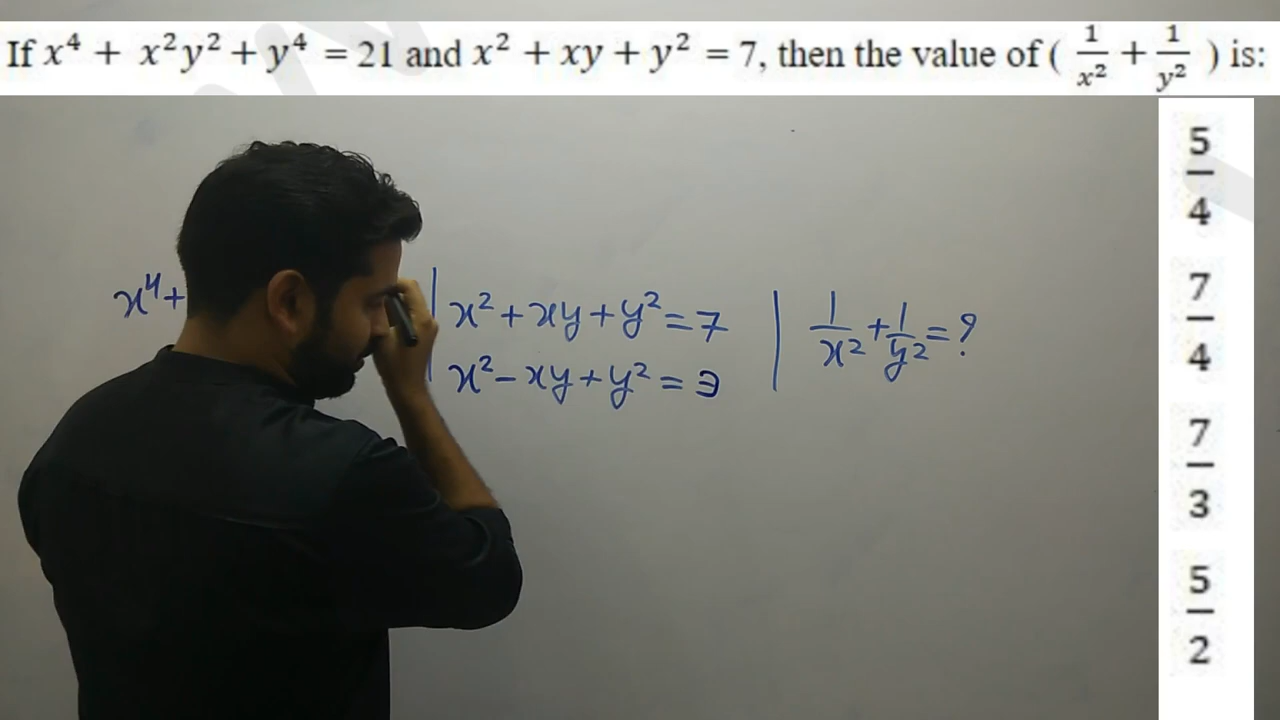 If x⁴ + x²y² + y⁴ = 21 and x² + xy + y² = 7, then the value of ( 1/x² + 1/y² ) is:
5/4
7/4
7/3
5/2
x⁴+
x²+xy+y²=7
x²-xy+y²=3
1/x²+1/y²=?